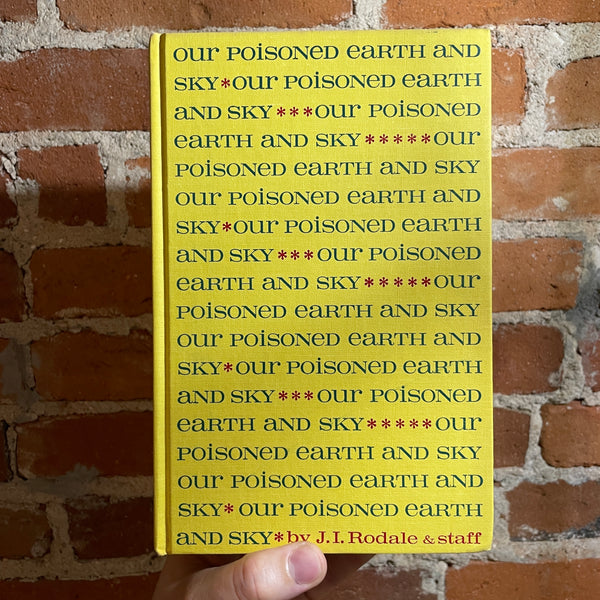 our poisoned earth and
sky*our poisoned earth
and sky***our poisoned
earth and sky*****our
poisoned earth and sky
our poisoned earth and
sky*our poisoned earth
and sky***our poisoned
earth and sky*****our
poisoned earth and sky
our poisoned earth and
sky*our poisoned earth
and sky***our poisoned
earth and sky*****our
poisoned earth and sky
our poisoned earth and
sky* our poisoned earth
and sky*by J.I. Rodale & staff